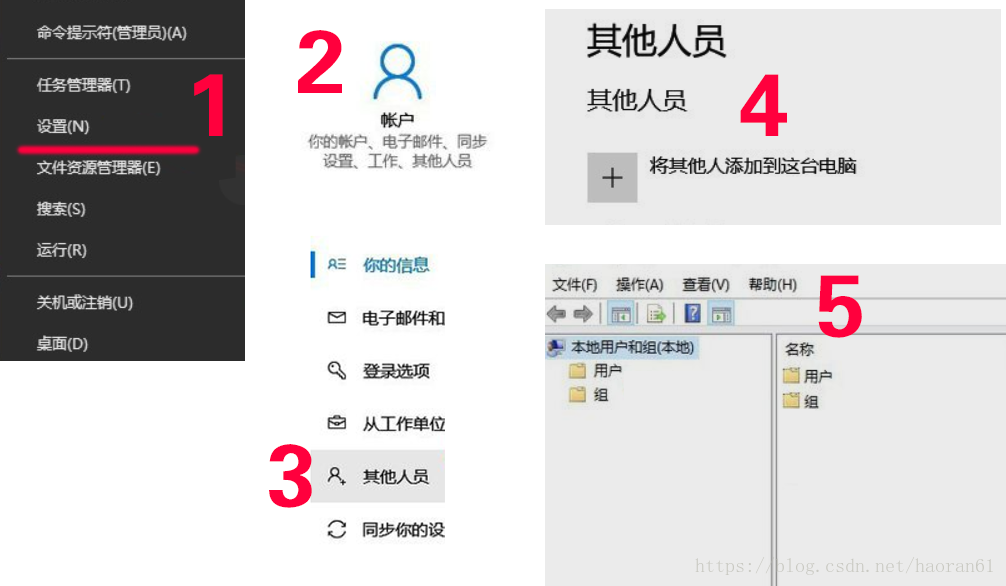 命令提示符(管理员)(A)
任务管理器(T)
1
设置(N)
文件资源管理器(E)
搜索(S)
运行(R)
关机或注销(U)
桌面(D)
2
帐户
你的帐户、电子邮件、同步
设置、工作、其他人员
你的信息
电子邮件和
登录选项
从工作单位
3
其他人员
同步你的设
其他人员
其他人员
4
将其他人添加到这台电脑
文件(F) 操作(A) 查看(V) 帮助(H)
5
本地用户和组(本地)
用户
组
名称
用户
组
https://blog.csdn.net/haoran61